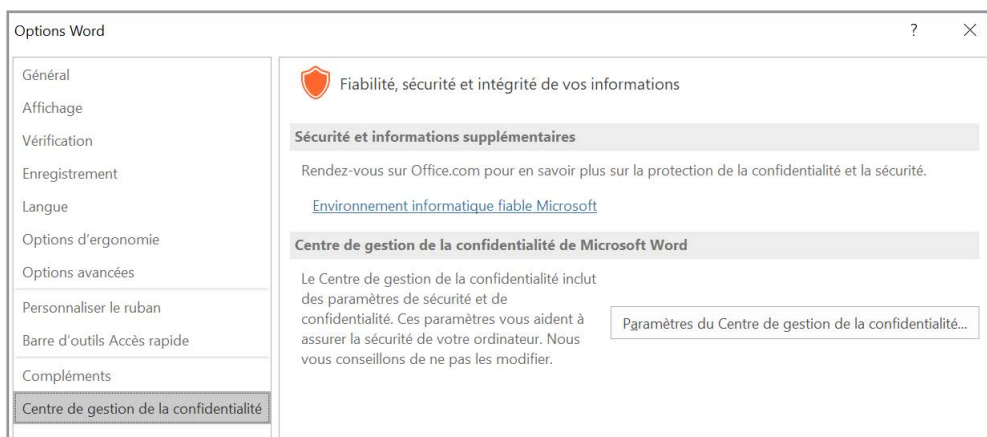 Options Word
?
Général
Affichage
Vérification
Enregistrement
Langue
Options d'ergonomie
Options avancées
Personnaliser le ruban
Barre d'outils Accès rapide
Compléments
Centre de gestion de la confidentialité
Fiabilité, sécurité et intégrité de vos informations
Sécurité et informations supplémentaires
Rendez-vous sur Office.com pour en savoir plus sur la protection de la confidentialité et la sécurité.
Environnement informatique fiable Microsoft
Centre de gestion de la confidentialité de Microsoft Word
Le Centre de gestion de la confidentialité inclut
des paramètres de sécurité et de
confidentialité. Ces paramètres vous aident à
assurer la sécurité de votre ordinateur. Nous
vous conseillons de ne pas les modifier.
Paramètres du Centre de gestion de la confidentialité...